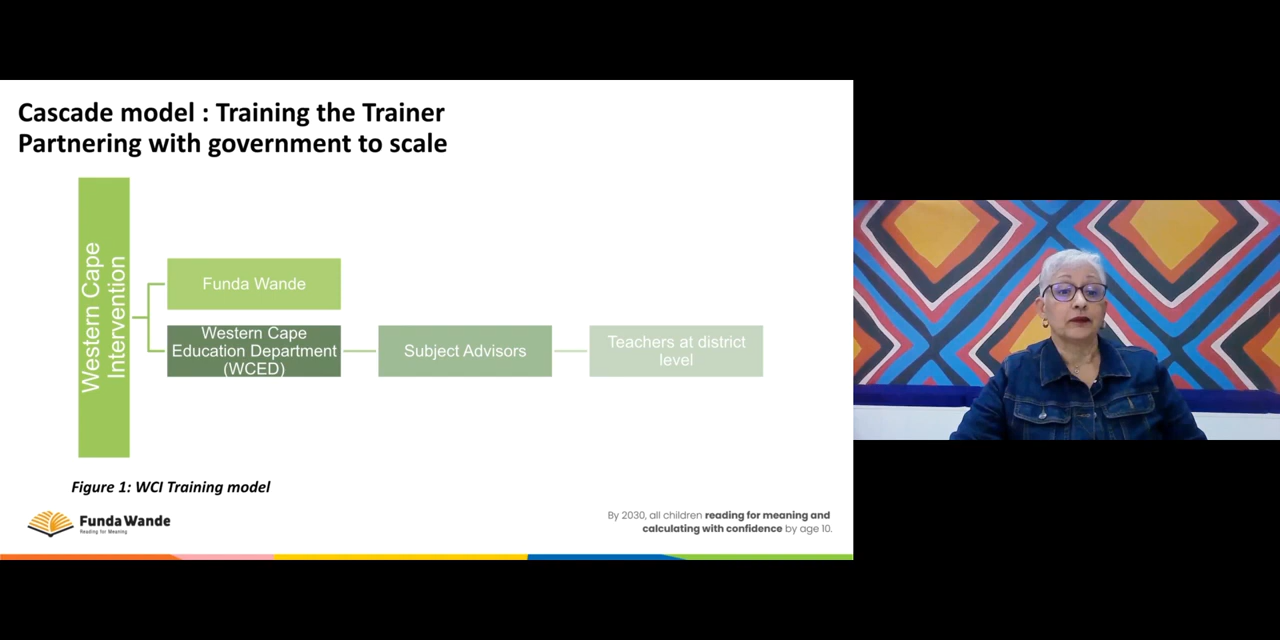 Cascade model : Training the Trainer
Partnering with government to scale
Western Cape
Intervention
Funda Wande
Western Cape
Education Department
(WCED)
Subject Advisors
Teachers at district
level
Figure 1: WCI Training model
Funda Wande
Reading for Meaning
By 2030, all children reading for meaning and
calculating with confidence by age 10.